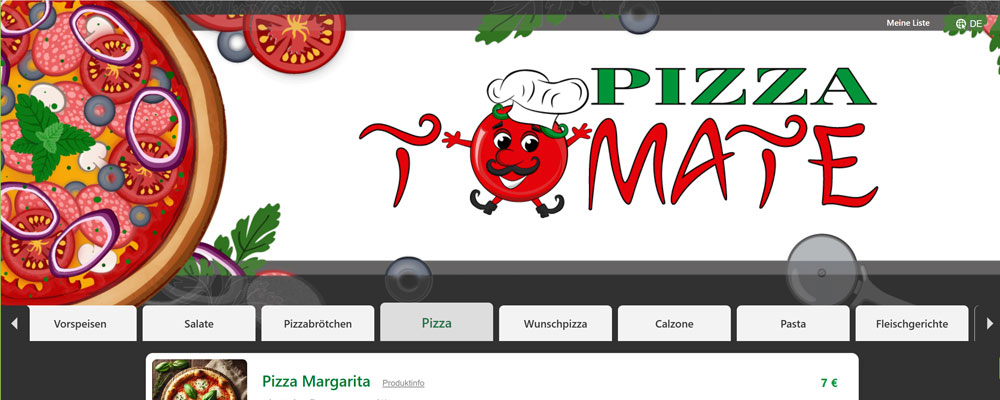 Meine Liste DE
PIZZA
TOMATE
Vorspeisen Salate Pizzabrötchen Pizza Wunschpizza Calzone Pasta Fleischgerichte
Pizza Margarita Produktinfo 7 €